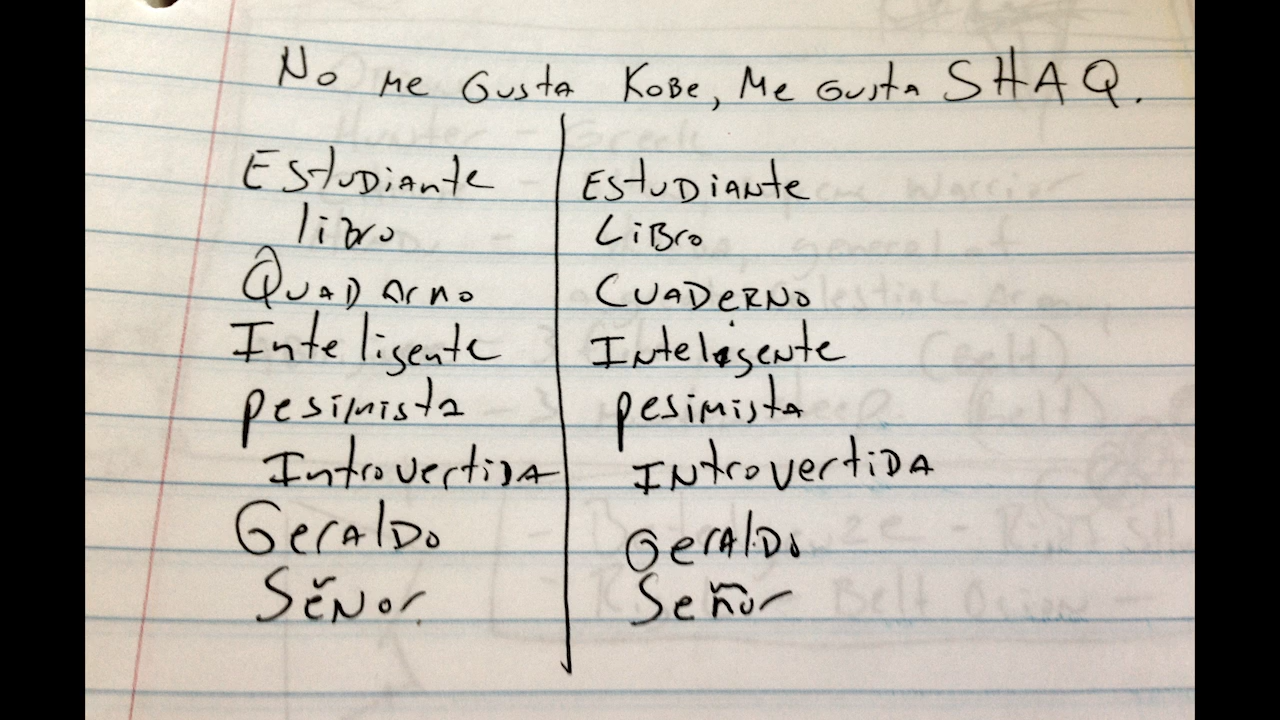 No me Gusta Kobe, Me Gusta SHAQ.
Estudiante
libro
Quadarno
Inteligente
pesimista
Introvertida
Geraldo
Señor.
Estudiante
Libro
Cuaderno
Inteligente
pesimista
Introvertida
Geraldo
Señor